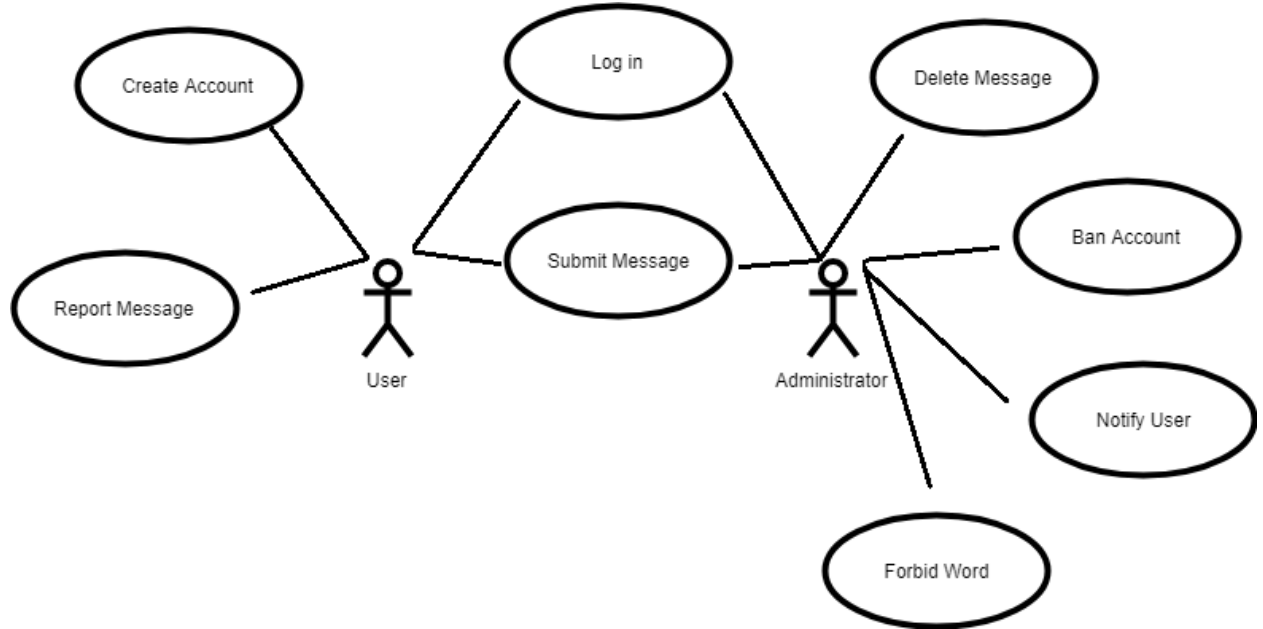 Log in
Delete Message
Create Account
Ban Account
Submit Message
Report Message
User
Administrator
Notify User
Forbid Word